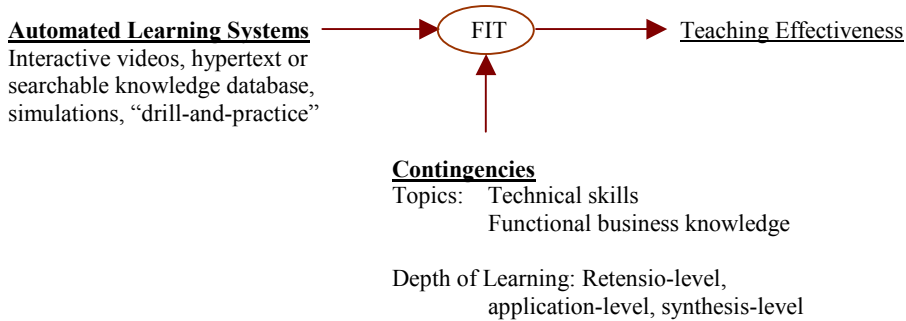 Automated Learning Systems
Interactive videos, hypertext or
searchable knowledge database,
simulations, “drill-and-practice”
FIT
Teaching Effectiveness
Contingencies
Topics: Technical skills
Functional business knowledge
Depth of Learning: Retensio-level,
application-level, synthesis-level